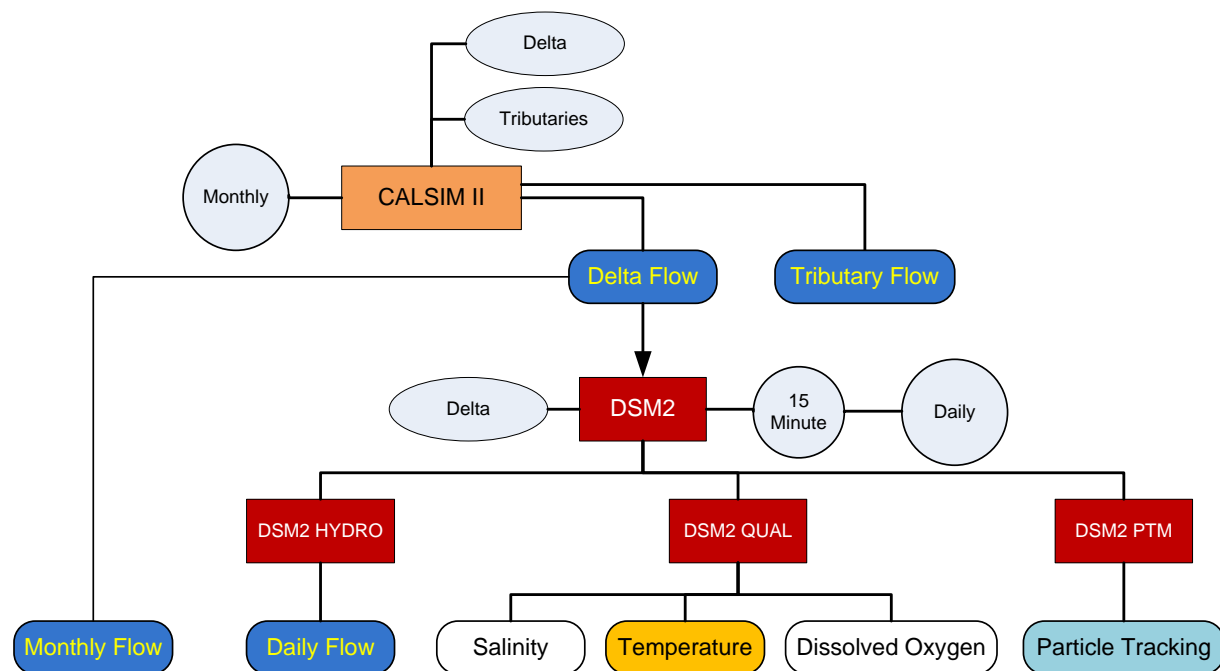 Delta
Tributaries
Monthly
CALSIM II
Delta Flow
Tributary Flow
Delta
DSM2
15
Minute
Daily
DSM2 HYDRO
DSM2 QUAL
DSM2 PTM
Monthly Flow
Daily Flow
Salinity
Temperature
Dissolved Oxygen
Particle Tracking